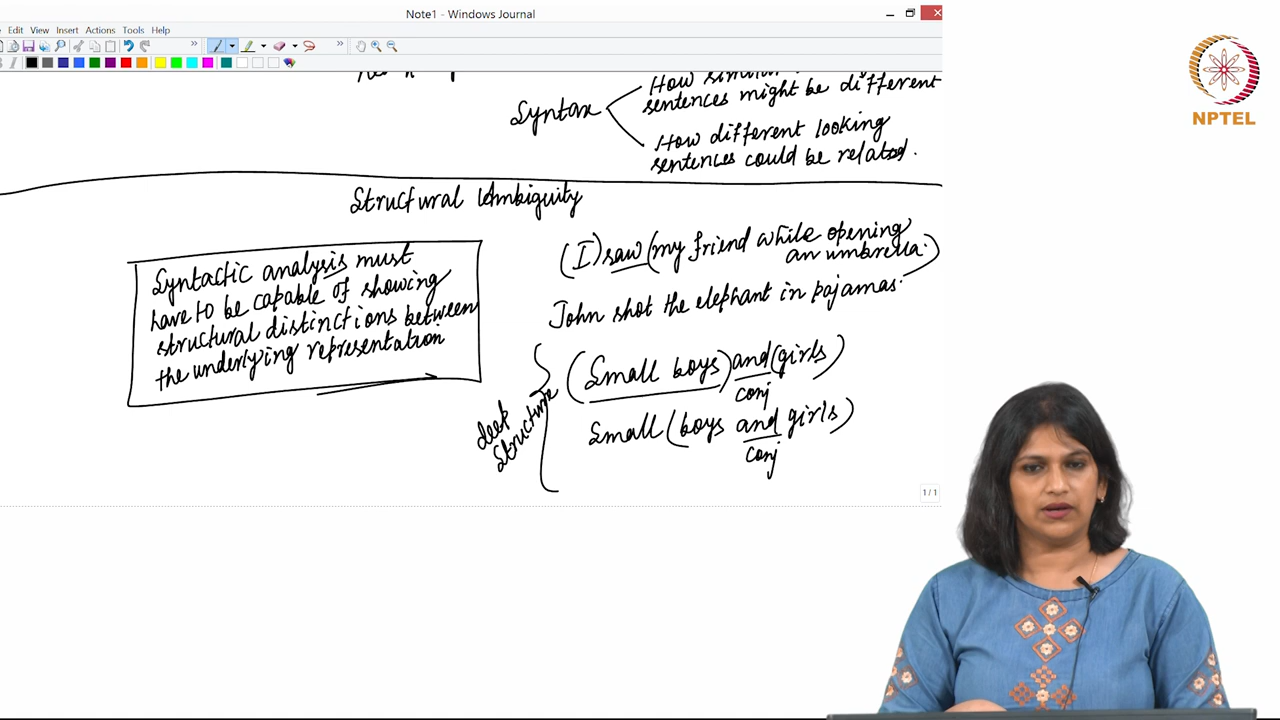 Note1 - Windows Journal
Edit View Insert Actions Tools Help
NPTEL
How similar
Syntax sentences might be different
How different looking
sentences could be related.
Structural Ambiguity
Syntactic analysis must
have to be capable of showing
structural distinctions between
the underlying representation
(I) saw (my friend while opening
an umbrella.)
John shot the elephant in pajamas.
(Small boys) and (girls)
conj
Small (boys and girls)
conj
deep
structure
1/1